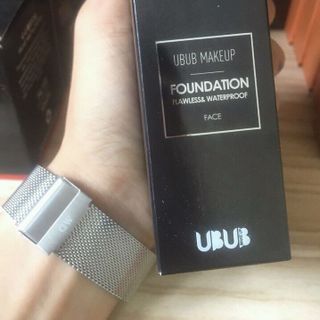 UBUB MAKEUP
FOUNDATION
FLAWLESS& WATERPROOF
FACE
UBUB